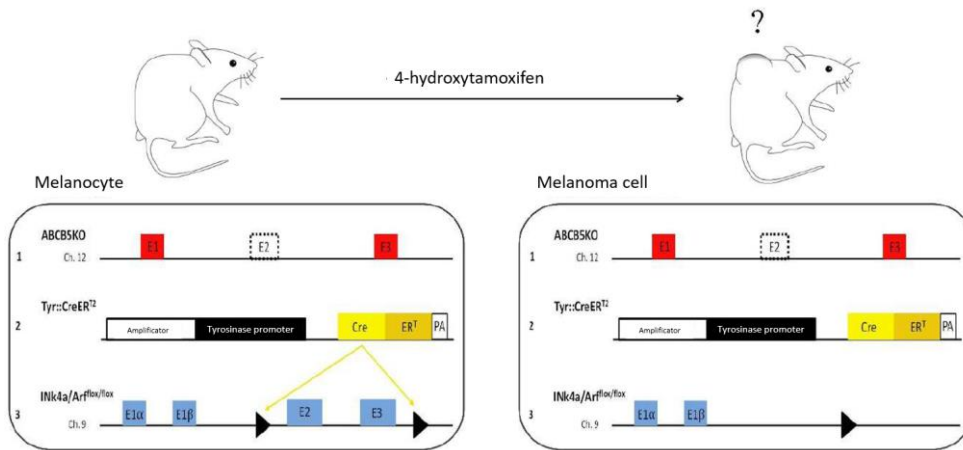 ?
4-hydroxytamoxifen
Melanocyte
Melanoma cell
ABCB5KO
1
Ch. 12
E1
E2
E3
Tyr::CreER^T2
2
Amplificator
Tyrosinase promoter
Cre
ER^T
PA
INk4a/Arf^flox/flox
3
Ch. 9
E1α
E1β
E2
E3
ABCB5KO
1
Ch. 12
E1
E2
E3
Tyr::CreER^T2
2
Amplificator
Tyrosinase promoter
Cre
ER^T
PA
INk4a/Arf^flox/flox
3
Ch. 9
E1α
E1β